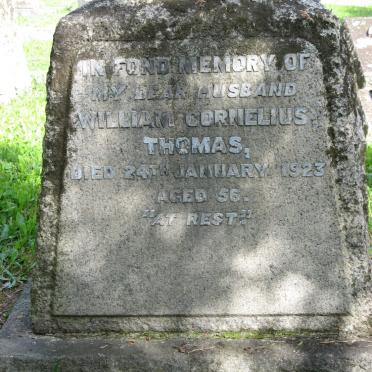 IN FOND MEMORY OF
MY DEAR HUSBAND
WILLIAM CORNELIUS
THOMAS,
DIED 24TH JANUARY, 1923
AGED 56.
"AT REST."